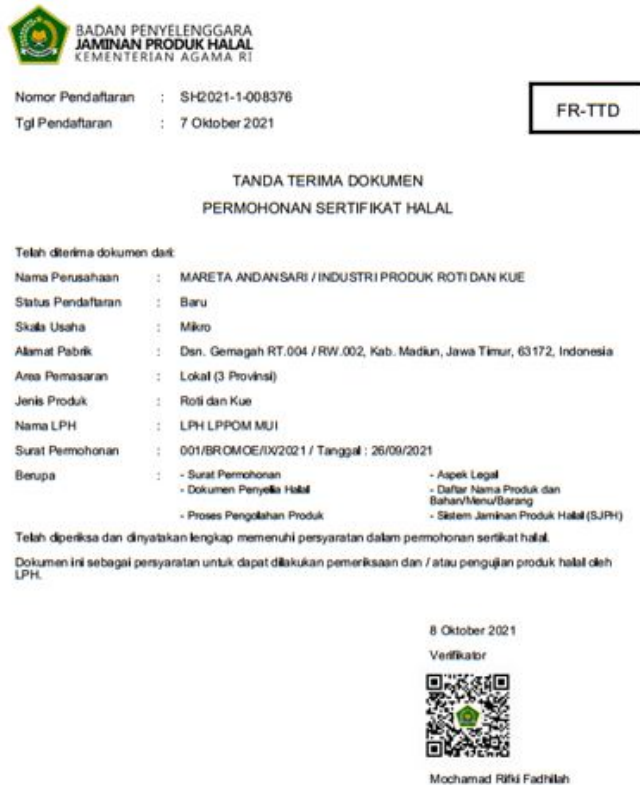 BADAN PENYELENGGARA
JAMINAN PRODUK HALAL
KEMENTERIAN AGAMA RI
Nomor Pendaftaran : SH2021-1-008376
Tgl Pendaftaran : 7 Oktober 2021
FR-TTD
TANDA TERIMA DOKUMEN
PERMOHONAN SERTIFIKAT HALAL
Telah diterima dokumen dari:
Nama Perusahaan : MARETA ANDANSARI / INDUSTRI PRODUK ROTI DAN KUE
Status Pendaftaran : Baru
Skala Usaha : Mikro
Alamat Pabrik : Dsn. Gemagah RT.004 / RW.002, Kab. Madiun, Jawa Timur, 63172, Indonesia
Area Pemasaran : Lokal (3 Provinsi)
Jenis Produk : Roti dan Kue
Nama LPH : LPH LPPOM MUI
Surat Permohonan : 001/BROMOE/IX/2021 / Tanggal : 26/09/2021
Berupa : - Surat Permohonan - Aspek Legal
- Dokumen Penyelia Halal - Daftar Nama Produk dan
Bahan/Menu/Barang
- Proses Pengolahan Produk - Sistem Jaminan Produk Halal (SJPH)
Telah diperiksa dan dinyatakan lengkap memenuhi persyaratan dalam permohonan sertikat halal.
Dokumen ini sebagai persyaratan untuk dapat dilakukan pemeriksaan dan / atau pengujian produk halal oleh
LPH.
8 Oktober 2021
Verifikator
Mochamad Rifki Fadhilah